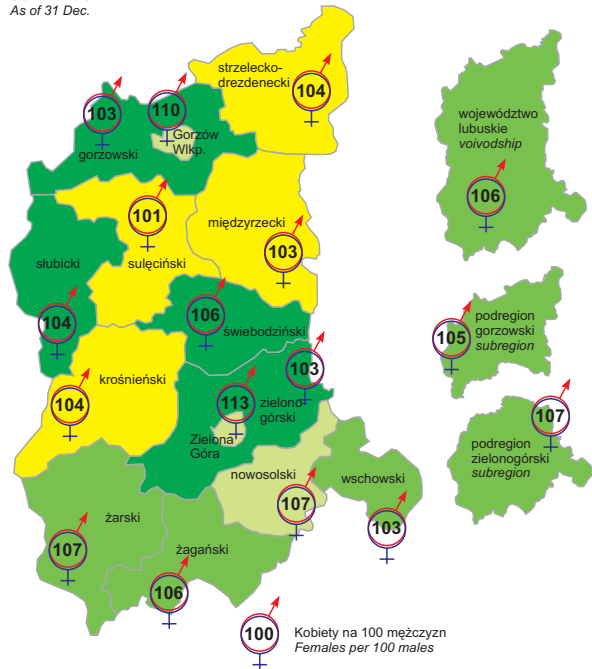 As of 31 Dec.
strzelecko-
drezdenecki
104
103
110
Gorzów
Wlkp.
gorzowski
województwo
lubuskie
voivodship
106
101
sulęciński
międzyrzecki
103
słubicki
104
106
świebodziński
podregion
gorzowski
subregion
105
krośnieński
104
103
113
zielono-
górski
Zielona
Góra
107
podregion
zielonogórski
subregion
nowosolski
107
wschowski
103
żarski
107
żagański
106
100
Kobiety na 100 mężczyzn
Females per 100 males